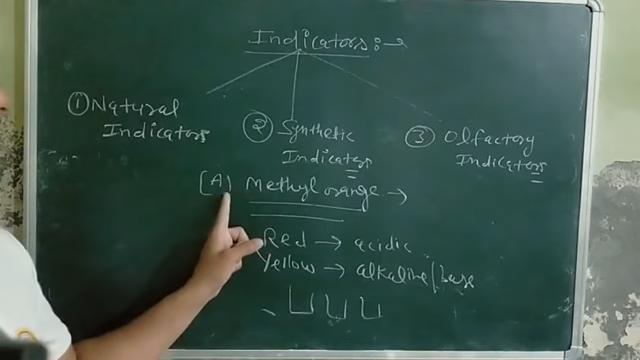 Indicators:→
① Natural
Indicators
② Synthetic
Indicators
③ Olfactory
Indicators
[A] Methyl orange →
Red → acidic
Yellow → alkaline/base